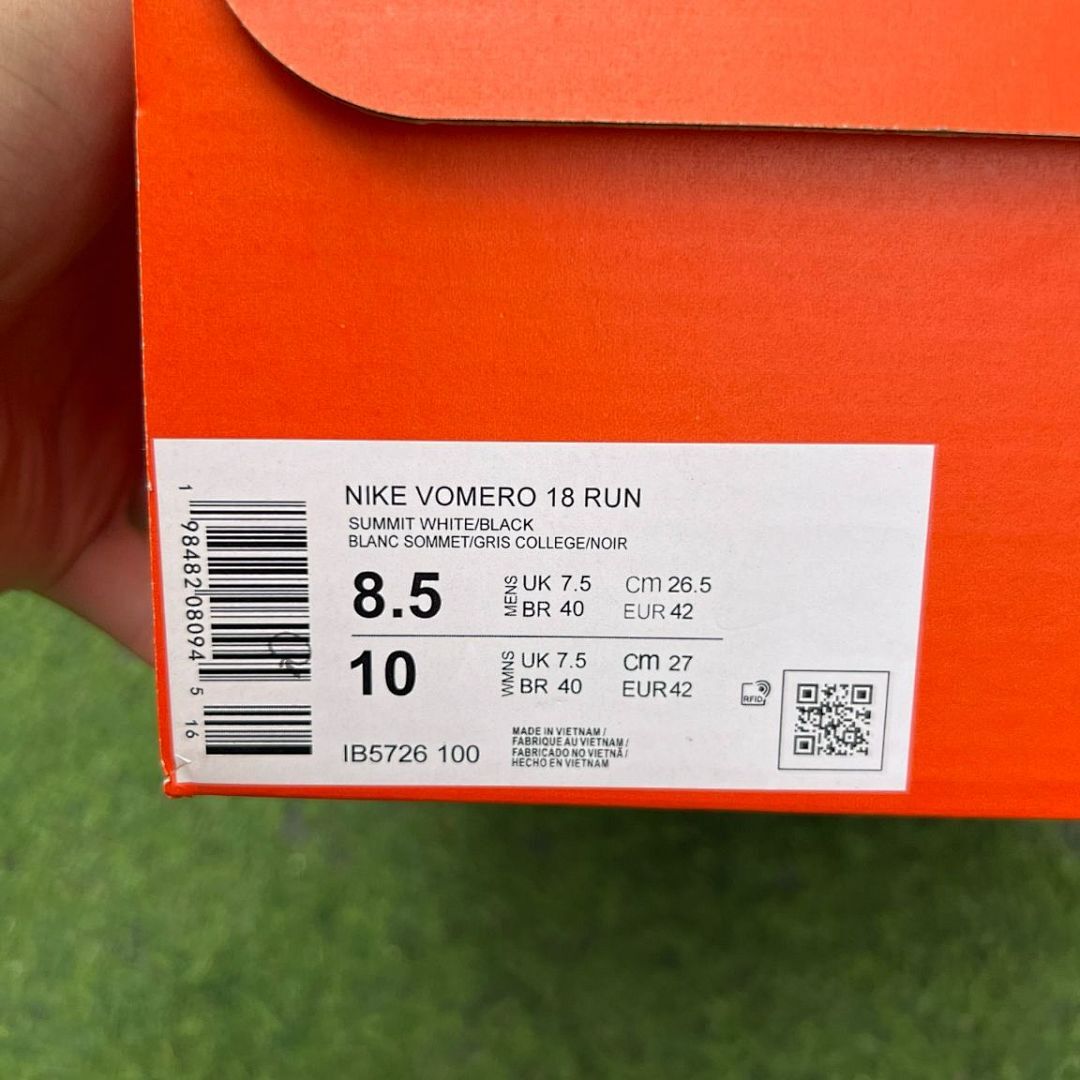 NIKE VOMERO 18 RUN
SUMMIT WHITE/BLACK
BLANC SOMMET/GRIS COLLEGE/NOIR
8.5 MENS UK 7.5 Cm 26.5
BR 40 EUR 42
10 WMNS UK 7.5 Cm 27
BR 40 EUR42
IB5726 100
MADE IN VIETNAM /
FABRIQUE AU VIETNAM /
FABRICADO NO VIETNÃ /
HECHO EN VIETNAM
RFID
1 98482 08094 5 16